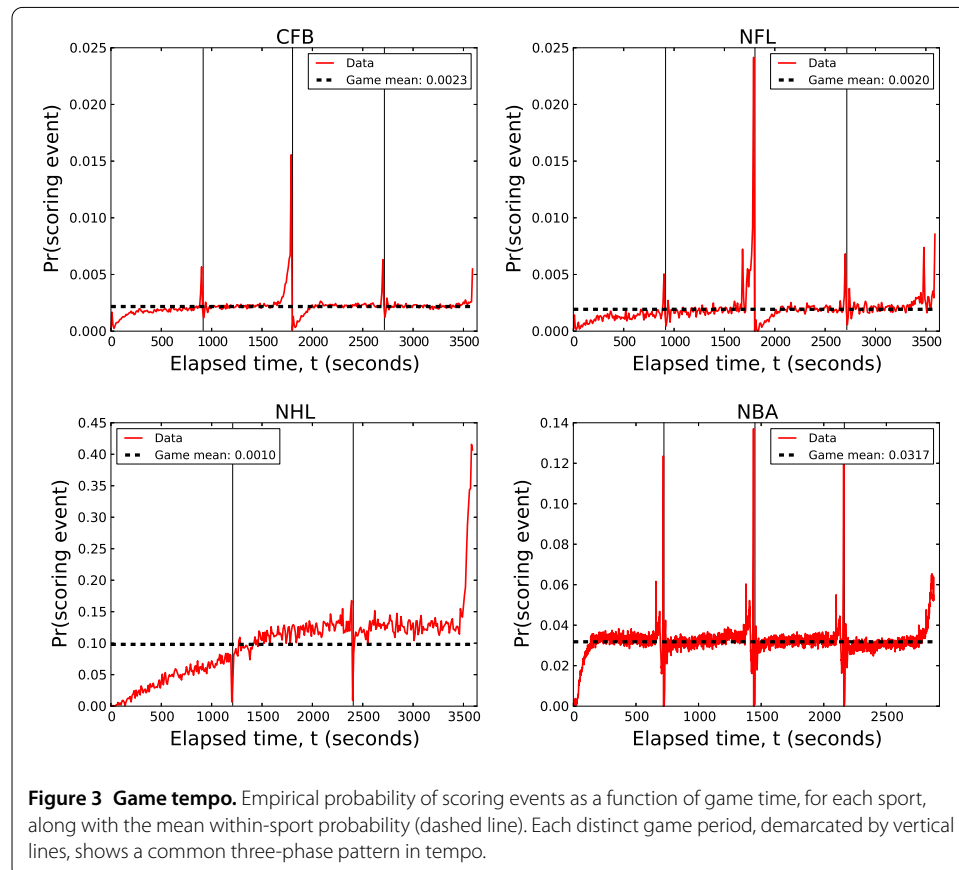 CFB
Pr(scoring event)
0.025
0.020
0.015
0.010
0.005
0.000
Data
Game mean: 0.0023
0 500 1000 1500 2000 2500 3000 3500
Elapsed time, t (seconds)
NFL
Pr(scoring event)
0.025
0.020
0.015
0.010
0.005
0.000
Data
Game mean: 0.0020
0 500 1000 1500 2000 2500 3000 3500
Elapsed time, t (seconds)
NHL
Pr(scoring event)
0.45
0.40
0.35
0.30
0.25
0.20
0.15
0.10
0.05
0.00
Data
Game mean: 0.0010
0 500 1000 1500 2000 2500 3000 3500
Elapsed time, t (seconds)
NBA
Pr(scoring event)
0.14
0.12
0.10
0.08
0.06
0.04
0.02
0.00
Data
Game mean: 0.0317
0 500 1000 1500 2000 2500
Elapsed time, t (seconds)
Figure 3 Game tempo. Empirical probability of scoring events as a function of game time, for each sport,
along with the mean within-sport probability (dashed line). Each distinct game period, demarcated by vertical
lines, shows a common three-phase pattern in tempo.